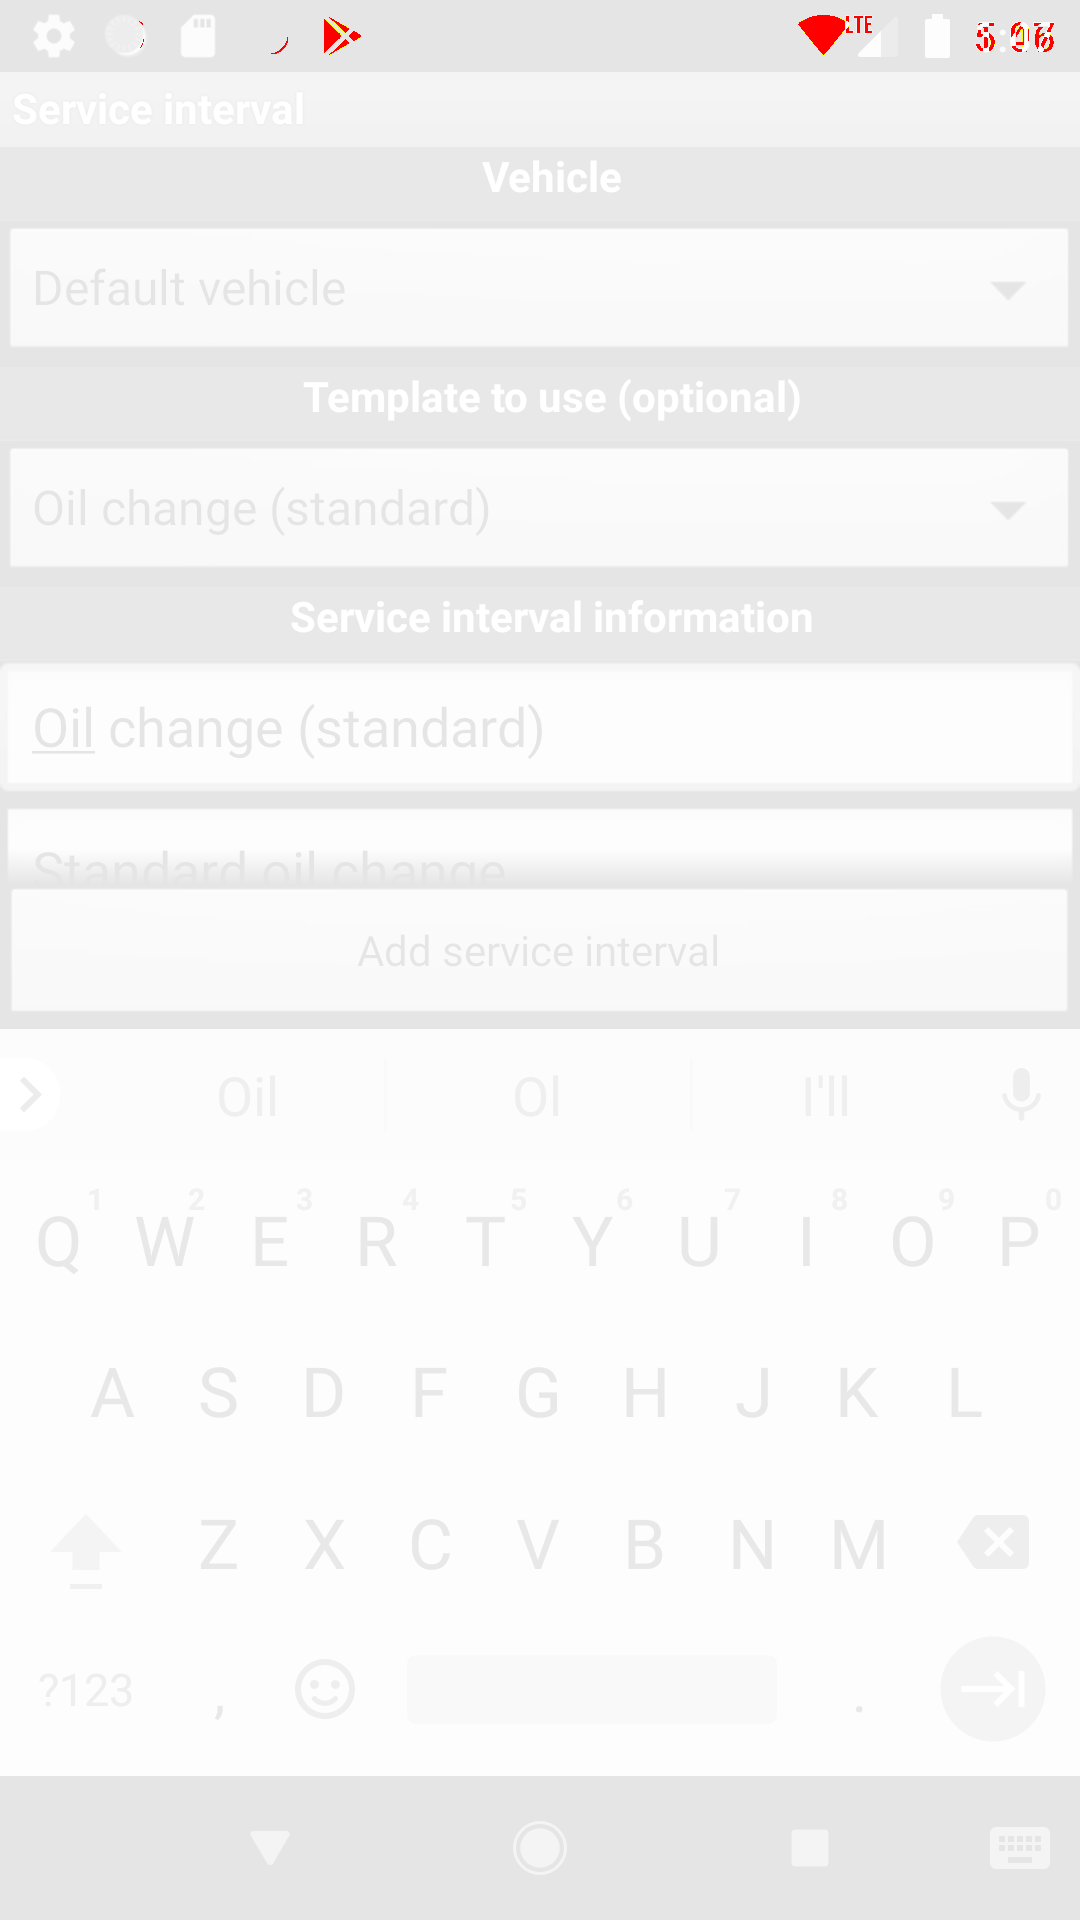 LTE
Service interval
Vehicle
Default vehicle
Template to use (optional)
Oil change (standard)
Service interval information
Oil change (standard)
Standard oil change
Add service interval
Oil Ol I'll
1 2 3 4 5 6 7 8 9 0
Q W E R T Y U I O P
A S D F G H J K L
Z X C V B N M
?123 , .